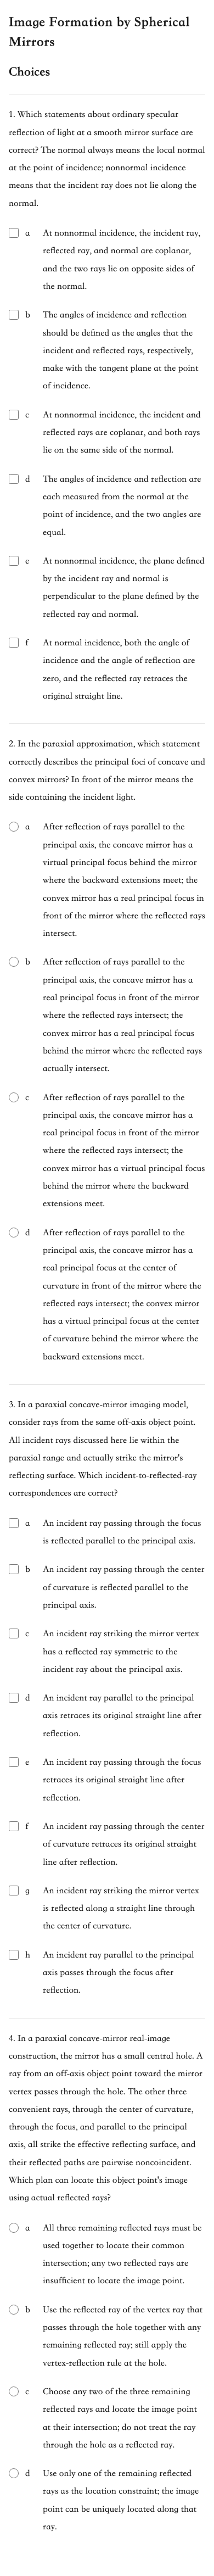 Image Formation by Spherical
Mirrors
Choices
1. Which statements about ordinary specular
reflection of light at a smooth mirror surface are
correct? The normal always means the local normal
at the point of incidence; nonnormal incidence
means that the incident ray does not lie along the
normal.
a At nonnormal incidence, the incident ray,
reflected ray, and normal are coplanar,
and the two rays lie on opposite sides of
the normal.
b The angles of incidence and reflection
should be defined as the angles that the
incident and reflected rays, respectively,
make with the tangent plane at the point
of incidence.
c At nonnormal incidence, the incident and
reflected rays are coplanar, and both rays
lie on the same side of the normal.
d The angles of incidence and reflection are
each measured from the normal at the
point of incidence, and the two angles are
equal.
e At nonnormal incidence, the plane defined
by the incident ray and normal is
perpendicular to the plane defined by the
reflected ray and normal.
f At normal incidence, both the angle of
incidence and the angle of reflection are
zero, and the reflected ray retraces the
original straight line.
2. In the paraxial approximation, which statement
correctly describes the principal foci of concave and
convex mirrors? In front of the mirror means the
side containing the incident light.
a After reflection of rays parallel to the
principal axis, the concave mirror has a
virtual principal focus behind the mirror
where the backward extensions meet; the
convex mirror has a real principal focus in
front of the mirror where the reflected rays
intersect.
b After reflection of rays parallel to the
principal axis, the concave mirror has a
real principal focus in front of the mirror
where the reflected rays intersect; the
convex mirror has a real principal focus
behind the mirror where the reflected rays
actually intersect.
c After reflection of rays parallel to the
principal axis, the concave mirror has a
real principal focus in front of the mirror
where the reflected rays intersect; the
convex mirror has a virtual principal focus
behind the mirror where the backward
extensions meet.
d After reflection of rays parallel to the
principal axis, the concave mirror has a
real principal focus at the center of
curvature in front of the mirror where the
reflected rays intersect; the convex mirror
has a virtual principal focus at the center
of curvature behind the mirror where the
backward extensions meet.
3. In a paraxial concave-mirror imaging model,
consider rays from the same off-axis object point.
All incident rays discussed here lie within the
paraxial range and actually strike the mirror's
reflecting surface. Which incident-to-reflected-ray
correspondences are correct?
a An incident ray passing through the focus
is reflected parallel to the principal axis.
b An incident ray passing through the center
of curvature is reflected parallel to the
principal axis.
c An incident ray striking the mirror vertex
has a reflected ray symmetric to the
incident ray about the principal axis.
d An incident ray parallel to the principal
axis retraces its original straight line after
reflection.
e An incident ray passing through the focus
retraces its original straight line after
reflection.
f An incident ray passing through the center
of curvature retraces its original straight
line after reflection.
g An incident ray striking the mirror vertex
is reflected along a straight line through
the center of curvature.
h An incident ray parallel to the principal
axis passes through the focus after
reflection.
4. In a paraxial concave-mirror real-image
construction, the mirror has a small central hole. A
ray from an off-axis object point toward the mirror
vertex passes through the hole. The other three
convenient rays, through the center of curvature,
through the focus, and parallel to the principal
axis, all strike the effective reflecting surface, and
their reflected paths are pairwise noncoincident.
Which plan can locate this object point's image
using actual reflected rays?
a All three remaining reflected rays must be
used together to locate their common
intersection; any two reflected rays are
insufficient to locate the image point.
b Use the reflected ray of the vertex ray that
passes through the hole together with any
remaining reflected ray; still apply the
vertex-reflection rule at the hole.
c Choose any two of the three remaining
reflected rays and locate the image point
at their intersection; do not treat the ray
through the hole as a reflected ray.
d Use only one of the remaining reflected
rays as the location constraint; the image
point can be uniquely located along that
ray.